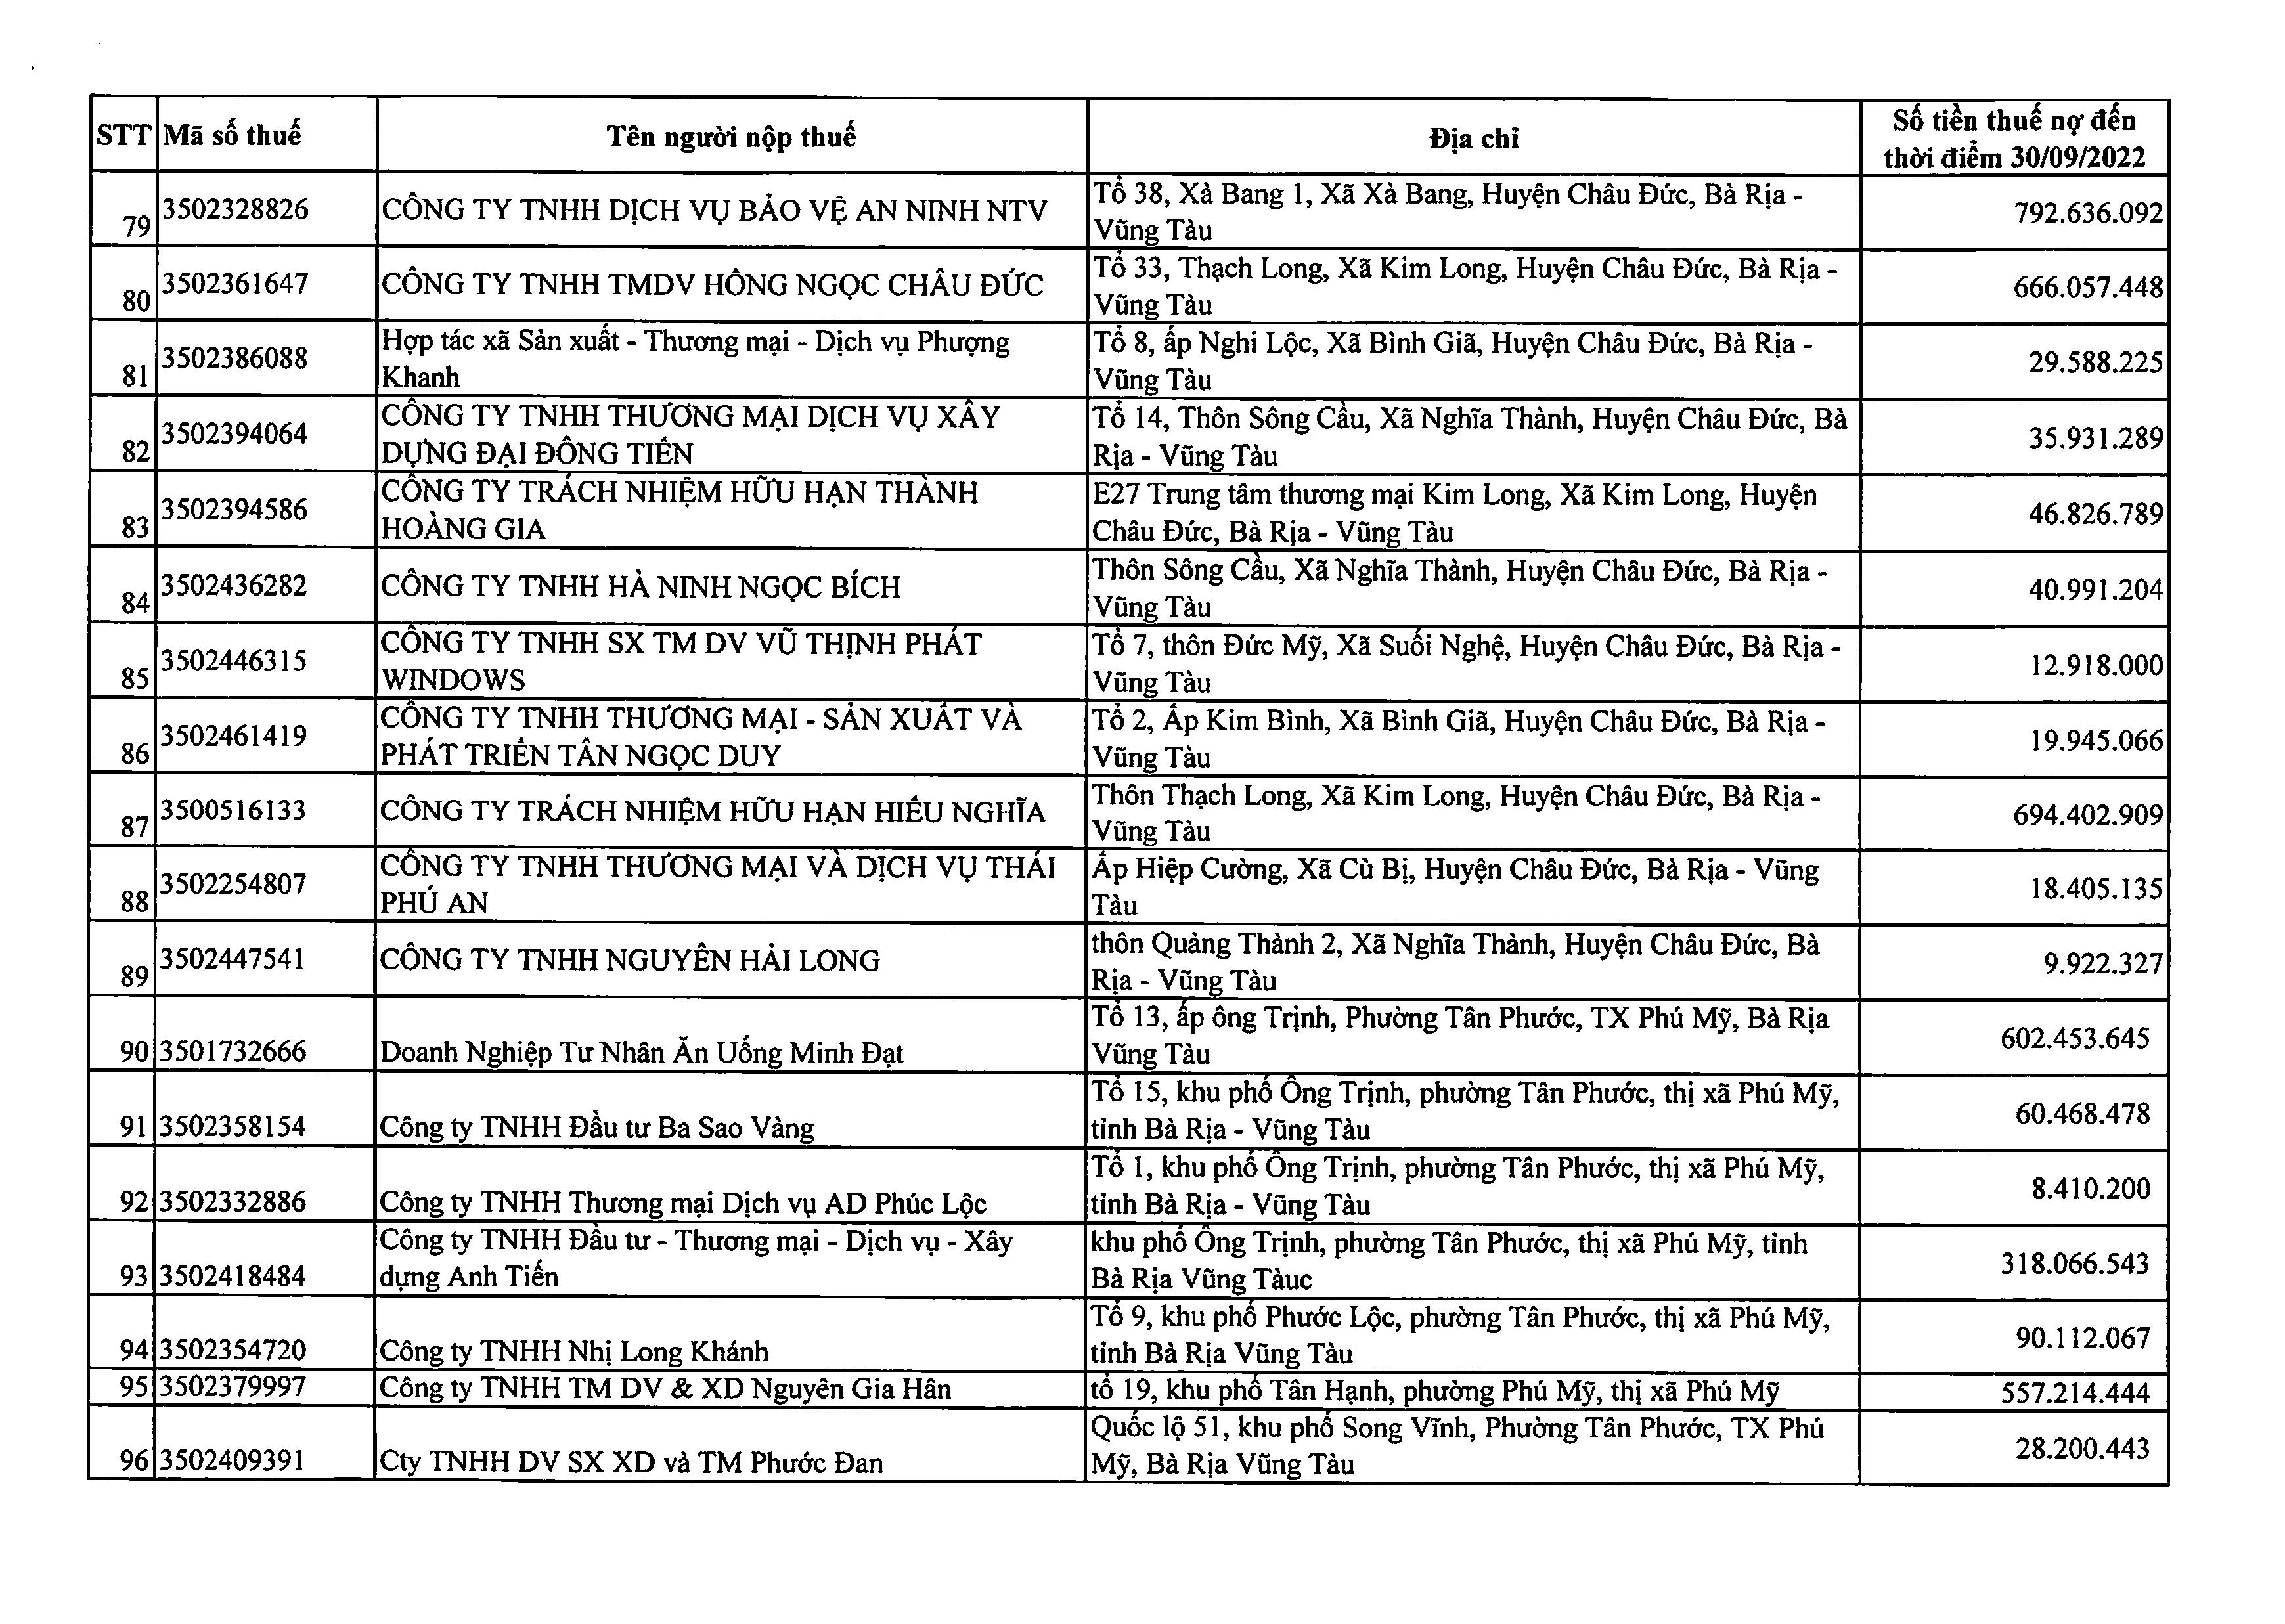 STT Mã số thuế Tên người nộp thuế Địa chỉ Số tiền thuế nợ đến
thời điểm 30/09/2022
79 3502328826 CÔNG TY TNHH DỊCH VỤ BẢO VỆ AN NINH NTV Tổ 38, Xà Bang 1, Xã Xà Bang, Huyện Châu Đức, Bà Rịa - 792.636.092
Vũng Tàu
80 3502361647 CÔNG TY TNHH TMDV HỒNG NGỌC CHÂU ĐỨC Tổ 33, Thạch Long, Xã Kim Long, Huyện Châu Đức, Bà Rịa - 666.057.448
Vũng Tàu
81 3502386088 Hợp tác xã Sản xuất - Thương mại - Dịch vụ Phượng Tổ 8, ấp Nghi Lộc, Xã Bình Giã, Huyện Châu Đức, Bà Rịa - 29.588.225
Khanh Vũng Tàu
82 3502394064 CÔNG TY TNHH THƯƠNG MẠI DỊCH VỤ XÂY Tổ 14, Thôn Sông Cầu, Xã Nghĩa Thành, Huyện Châu Đức, Bà 35.931.289
DỰNG ĐẠI ĐỒNG TIẾN Rịa - Vũng Tàu
83 3502394586 CÔNG TY TRÁCH NHIỆM HỮU HẠN THÀNH E27 Trung tâm thương mại Kim Long, Xã Kim Long, Huyện 46.826.789
HOÀNG GIA Châu Đức, Bà Rịa - Vũng Tàu
84 3502436282 CÔNG TY TNHH HÀ NINH NGỌC BÍCH Thôn Sông Cầu, Xã Nghĩa Thành, Huyện Châu Đức, Bà Rịa - 40.991.204
Vũng Tàu
85 3502446315 CÔNG TY TNHH SX TM DV VŨ THỊNH PHÁT Tổ 7, thôn Đức Mỹ, Xã Suối Nghệ, Huyện Châu Đức, Bà Rịa - 12.918.000
WINDOWS Vũng Tàu
86 3502461419 CÔNG TY TNHH THƯƠNG MẠI - SẢN XUẤT VÀ Tổ 2, Ấp Kim Bình, Xã Bình Giã, Huyện Châu Đức, Bà Rịa - 19.945.066
PHÁT TRIỂN TÂN NGỌC DUY Vũng Tàu
87 3500516133 CÔNG TY TRÁCH NHIỆM HỮU HẠN HIẾU NGHĨA Thôn Thạch Long, Xã Kim Long, Huyện Châu Đức, Bà Rịa - 694.402.909
Vũng Tàu
88 3502254807 CÔNG TY TNHH THƯƠNG MẠI VÀ DỊCH VỤ THÁI Ấp Hiệp Cường, Xã Cù Bị, Huyện Châu Đức, Bà Rịa - Vũng 18.405.135
PHÚ AN Tàu
89 3502447541 CÔNG TY TNHH NGUYỄN HẢI LONG thôn Quảng Thành 2, Xã Nghĩa Thành, Huyện Châu Đức, Bà 9.922.327
Rịa - Vũng Tàu
90 3501732666 Doanh Nghiệp Tư Nhân Ăn Uống Minh Đạt Tổ 13, ấp ông Trịnh, Phường Tân Phước, TX Phú Mỹ, Bà Rịa 602.453.645
Vũng Tàu
91 3502358154 Công ty TNHH Đầu tư Ba Sao Vàng Tổ 15, khu phố Ông Trịnh, phường Tân Phước, thị xã Phú Mỹ, 60.468.478
tỉnh Bà Rịa - Vũng Tàu
92 3502332886 Công ty TNHH Thương mại Dịch vụ AD Phúc Lộc Tổ 1, khu phố Ông Trịnh, phường Tân Phước, thị xã Phú Mỹ, 8.410.200
tỉnh Bà Rịa - Vũng Tàu
93 3502418484 Công ty TNHH Đầu tư - Thương mại - Dịch vụ - Xây khu phố Ông Trịnh, phường Tân Phước, thị xã Phú Mỹ, tỉnh 318.066.543
dựng Anh Tiến Bà Rịa Vũng Tàuc
94 3502354720 Công ty TNHH Nhị Long Khánh Tổ 9, khu phố Phước Lộc, phường Tân Phước, thị xã Phú Mỹ, 90.112.067
tỉnh Bà Rịa Vũng Tàu
95 3502379997 Công ty TNHH TM DV & XD Nguyên Gia Hân tổ 19, khu phố Tân Hạnh, phường Phú Mỹ, thị xã Phú Mỹ 557.214.444
96 3502409391 Cty TNHH DV SX XD và TM Phước Đan Quốc lộ 51, khu phố Song Vĩnh, Phường Tân Phước, TX Phú 28.200.443
Mỹ, Bà Rịa Vũng Tàu